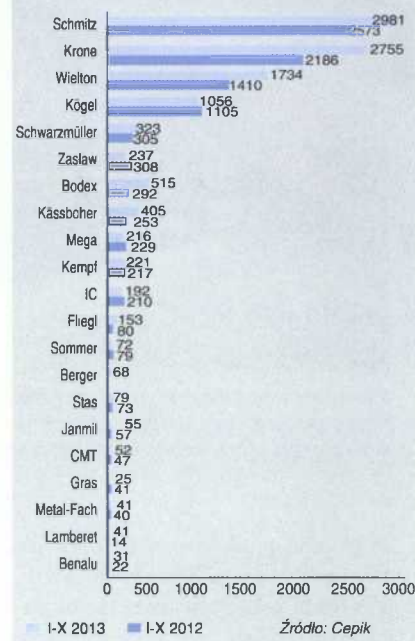 Schmitz 2981
2573
Krone 2755
2186
Wielton 1734
1410
Kögel 1056
1105
Schwarzmüller 323
305
Zasław 237
308
Bodex 515
292
Kässboher 405
253
Mega 216
229
Kempf 221
217
IC 192
210
Fliegl 153
80
Sommer 72
79
Berger 68
Stas 79
73
Janmil 55
57
CMT 52
47
Gras 25
41
Metal-Fach 41
40
Lamberet 41
14
Benalu 31
22
0 500 1000 1500 2000 2500 3000
I-X 2013 I-X 2012 Źródło: Cepik